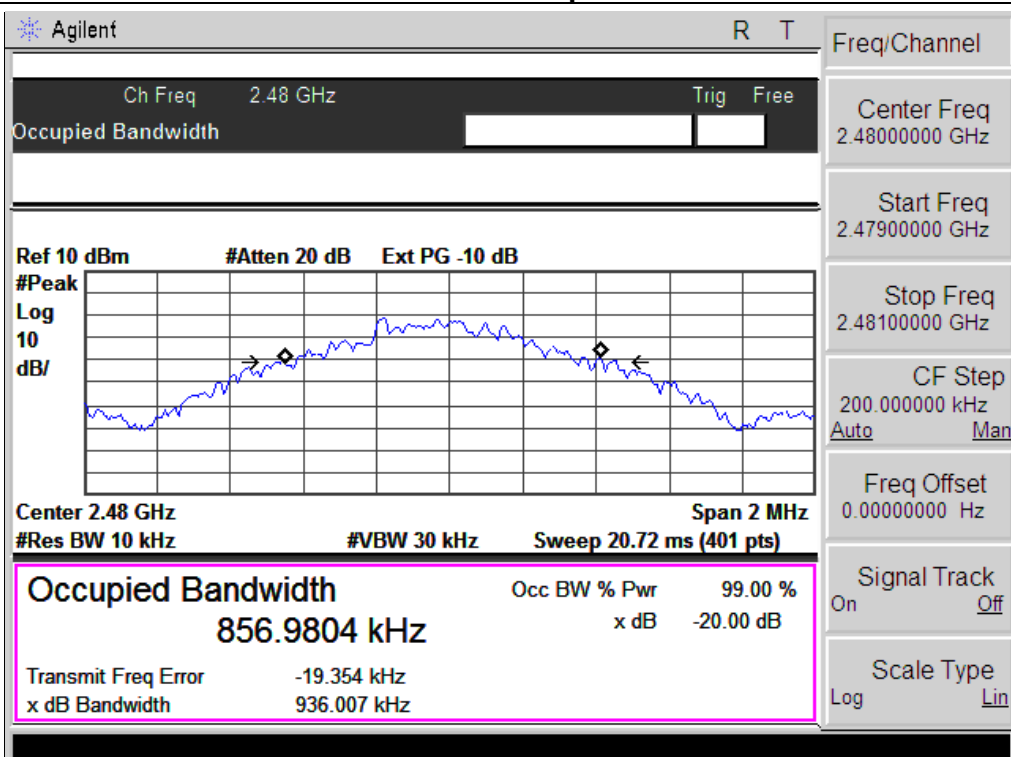 Agilent R T
Ch Freq 2.48 GHz Trig Free
Occupied Bandwidth
Ref 10 dBm #Atten 20 dB Ext PG -10 dB
#Peak
Log
10
dB/
Center 2.48 GHz Span 2 MHz
#Res BW 10 kHz #VBW 30 kHz Sweep 20.72 ms (401 pts)
Occupied Bandwidth Occ BW % Pwr 99.00 %
856.9804 kHz x dB -20.00 dB
Transmit Freq Error -19.354 kHz
x dB Bandwidth 936.007 kHz
Freq/Channel
Center Freq
2.48000000 GHz
Start Freq
2.47900000 GHz
Stop Freq
2.48100000 GHz
CF Step
200.000000 kHz
Auto Man
Freq Offset
0.00000000 Hz
Signal Track
On Off
Scale Type
Log Lin